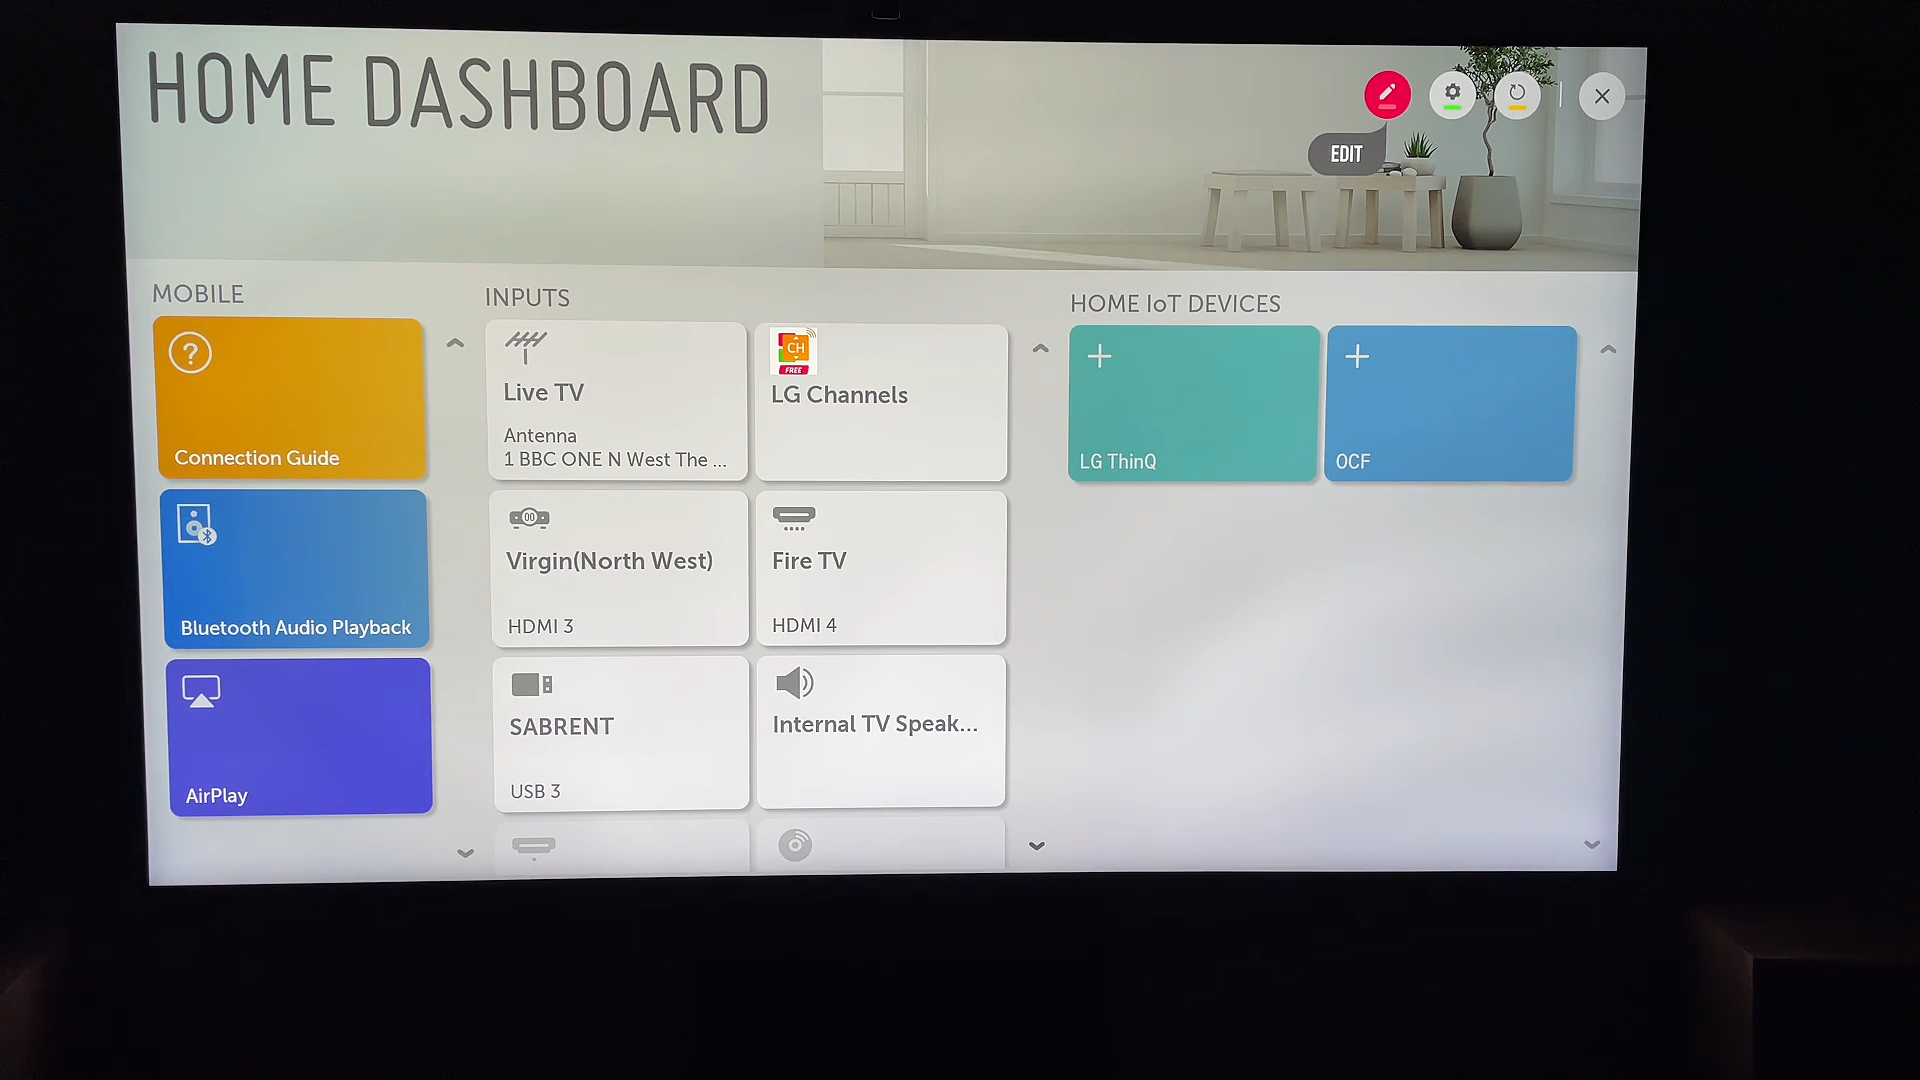 HOME DASHBOARD
EDIT
MOBILE
Connection Guide
Bluetooth Audio Playback
AirPlay
INPUTS
Live TV
Antenna
1 BBC ONE N West The ...
CH
FREE
LG Channels
Virgin(North West)
HDMI 3
Fire TV
HDMI 4
SABRENT
USB 3
Internal TV Speak...
HOME IoT DEVICES
LG ThinQ
OCF